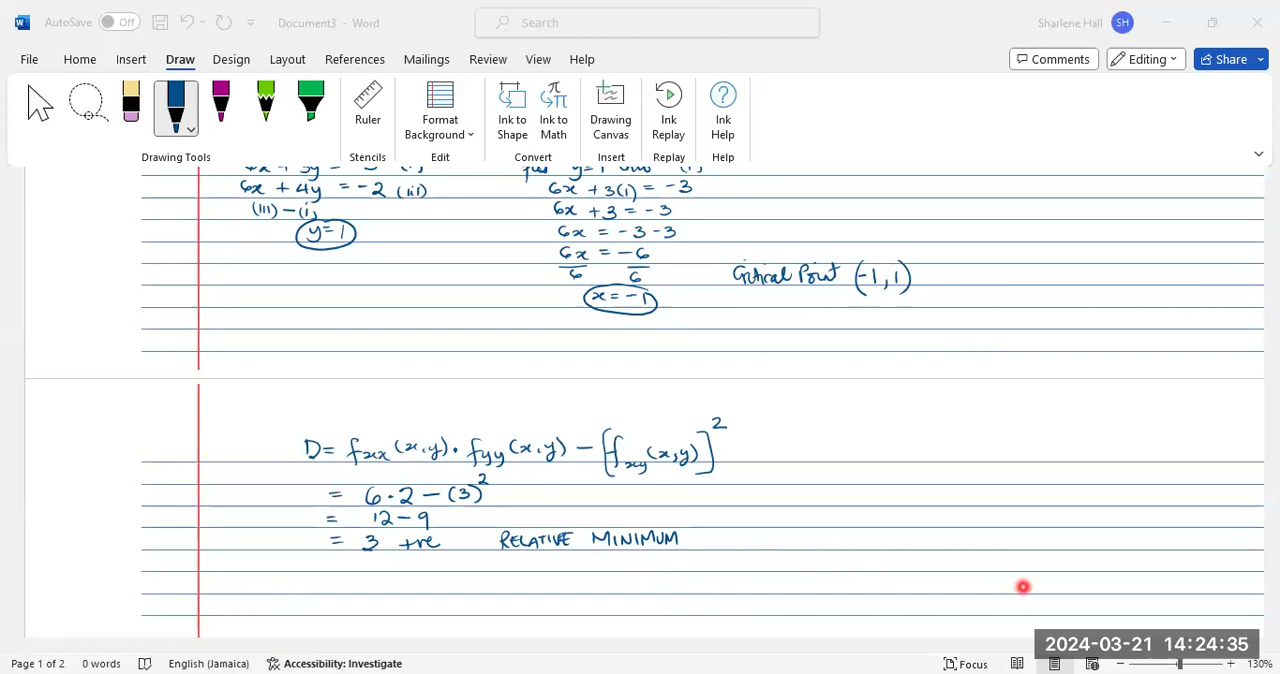 AutoSave Off Document3 - Word Search Sharlene Hall SH
File Home Insert Draw Design Layout References Mailings Review View Help Comments Editing Share
Ruler Format Background Ink to Shape Ink to Math Drawing Canvas Ink Replay Ink Help
Drawing Tools Stencils Edit Convert Insert Replay Help
6x + 4y = -2 (iii)
(iii) - (i)
y = 1
y=1
6x + 3(1) = -3
6x + 3 = -3
6x = -3 -3
6x = -6
6 6
x = -1
Critical Point (-1, 1)
D = fxx (x,y) · fyy (x,y) - [fxy (x,y)]²
= 6 · 2 - (3)²
= 12 - 9
= 3 +ve RELATIVE MINIMUM
2024-03-21 14:24:35
Page 1 of 2 0 words English (Jamaica) Accessibility: Investigate Focus 130%